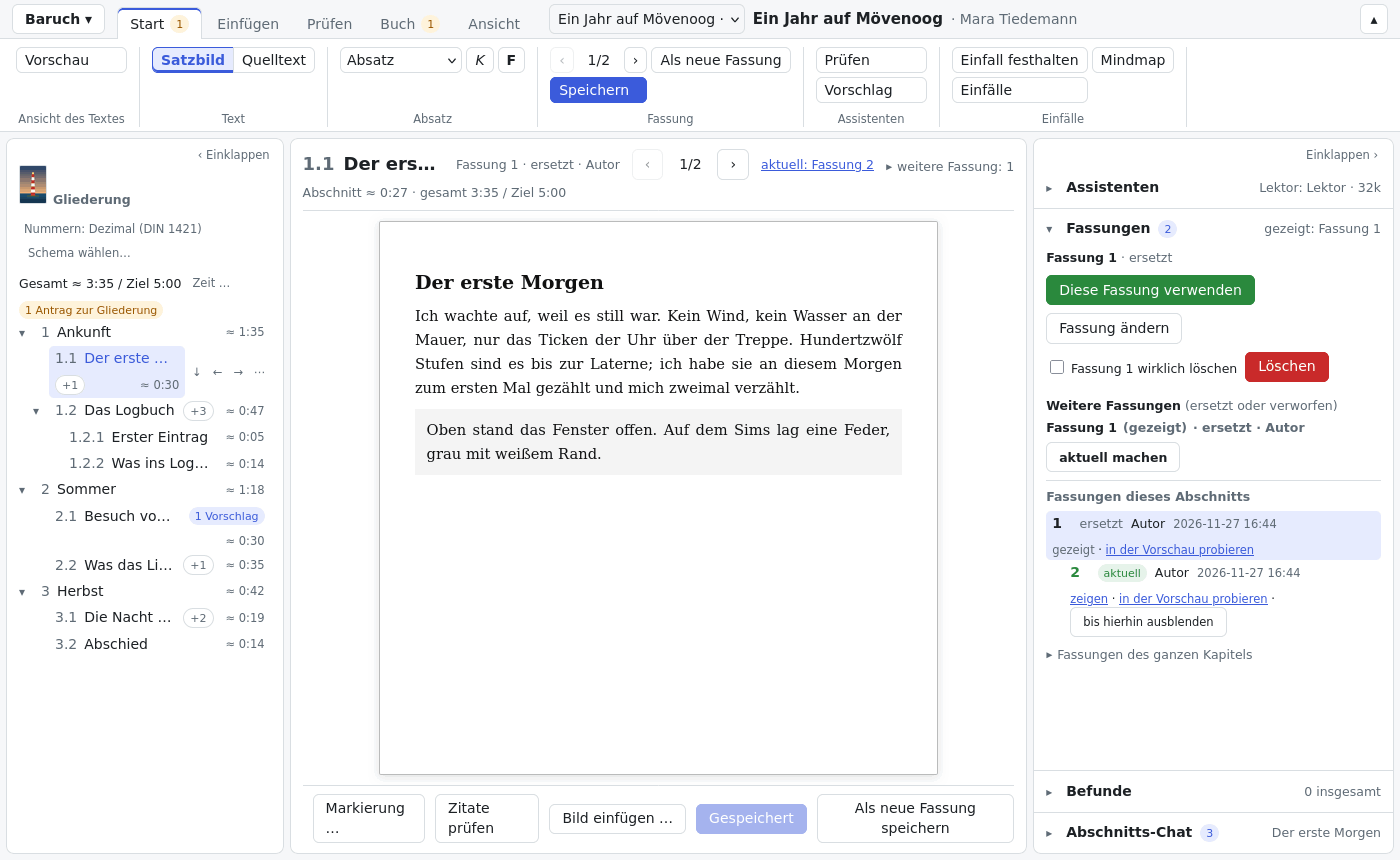 Baruch ▾
Start 1
Einfügen
Prüfen
Buch 1
Ansicht
Ein Jahr auf Mövenoog ·
Ein Jahr auf Mövenoog · Mara Tiedemann
▴
Vorschau
Ansicht des Textes
Satzbild Quelltext
Text
Absatz K F
Absatz
‹ 1/2 › Als neue Fassung
Speichern
Fassung
Prüfen
Vorschlag
Assistenten
Einfall festhalten Mindmap
Einfälle
Einfälle
‹ Einklappen
Gliederung
Nummern: Dezimal (DIN 1421)
Schema wählen…
Gesamt ≈ 3:35 / Ziel 5:00 Zeit …
1 Antrag zur Gliederung
▾ 1 Ankunft ≈ 1:35
1.1 Der erste …
+1 ≈ 0:30 ↓ ← → ⋯
▾ 1.2 Das Logbuch +3 ≈ 0:47
1.2.1 Erster Eintrag ≈ 0:05
1.2.2 Was ins Log… ≈ 0:14
▾ 2 Sommer ≈ 1:18
2.1 Besuch vo… 1 Vorschlag
≈ 0:30
2.2 Was das Li… +1 ≈ 0:35
▾ 3 Herbst ≈ 0:42
3.1 Die Nacht … +2 ≈ 0:19
3.2 Abschied ≈ 0:14
1.1 Der ers… Fassung 1 · ersetzt · Autor ‹ 1/2 › aktuell: Fassung 2 ▸ weitere Fassung: 1
Abschnitt ≈ 0:27 · gesamt 3:35 / Ziel 5:00
Der erste Morgen
Ich wachte auf, weil es still war. Kein Wind, kein Wasser an der
Mauer, nur das Ticken der Uhr über der Treppe. Hundertzwölf
Stufen sind es bis zur Laterne; ich habe sie an diesem Morgen
zum ersten Mal gezählt und mich zweimal verzählt.
Oben stand das Fenster offen. Auf dem Sims lag eine Feder,
grau mit weißem Rand.
Markierung
…
Zitate
prüfen
Bild einfügen …
Gespeichert
Als neue Fassung
speichern
Einklappen ›
▸ Assistenten Lektor: Lektor · 32k
▾ Fassungen 2 gezeigt: Fassung 1
Fassung 1 · ersetzt
Diese Fassung verwenden
Fassung ändern
Fassung 1 wirklich löschen Löschen
Weitere Fassungen (ersetzt oder verworfen)
Fassung 1 (gezeigt) · ersetzt · Autor
aktuell machen
Fassungen dieses Abschnitts
1 ersetzt Autor 2026-11-27 16:44
gezeigt · in der Vorschau probieren
2 aktuell Autor 2026-11-27 16:44
zeigen · in der Vorschau probieren ·
bis hierhin ausblenden
▸ Fassungen des ganzen Kapitels
▸ Befunde 0 insgesamt
▸ Abschnitts-Chat 3 Der erste Morgen